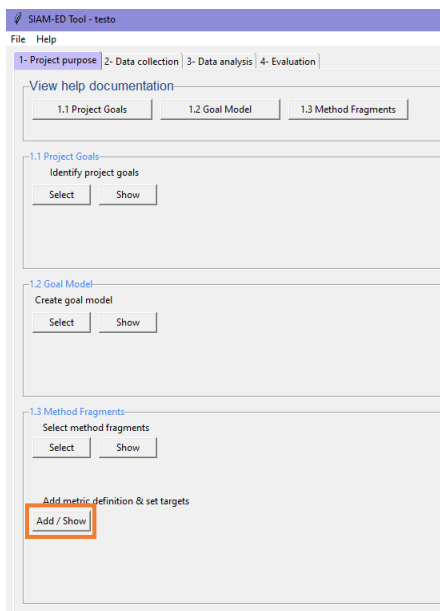 SIAM-ED Tool - testo
File Help
1- Project purpose 2- Data collection 3- Data analysis 4- Evaluation
View help documentation
1.1 Project Goals 1.2 Goal Model 1.3 Method Fragments
1.1 Project Goals
Identify project goals
Select Show
1.2 Goal Model
Create goal model
Select Show
1.3 Method Fragments
Select method fragments
Select Show
Add metric definition & set targets
Add / Show